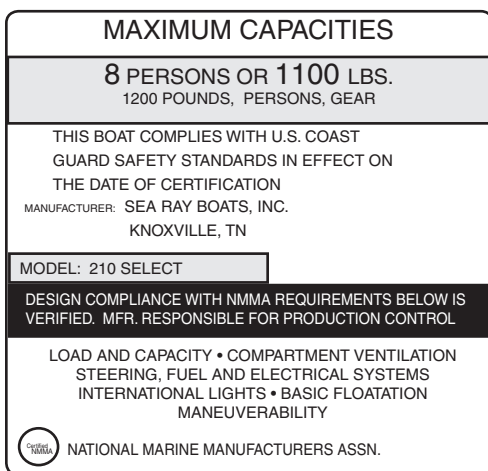 MAXIMUM CAPACITIES
8 PERSONS OR 1100 LBS.
1200 POUNDS, PERSONS, GEAR
THIS BOAT COMPLIES WITH U.S. COAST
GUARD SAFETY STANDARDS IN EFFECT ON
THE DATE OF CERTIFICATION
MANUFACTURER: SEA RAY BOATS, INC.
KNOXVILLE, TN
MODEL: 210 SELECT
DESIGN COMPLIANCE WITH NMMA REQUIREMENTS BELOW IS
VERIFIED. MFR. RESPONSIBLE FOR PRODUCTION CONTROL
LOAD AND CAPACITY • COMPARTMENT VENTILATION
STEERING, FUEL AND ELECTRICAL SYSTEMS
INTERNATIONAL LIGHTS • BASIC FLOATATION
MANEUVERABILITY
Certified
NMMA
NATIONAL MARINE MANUFACTURERS ASSN.